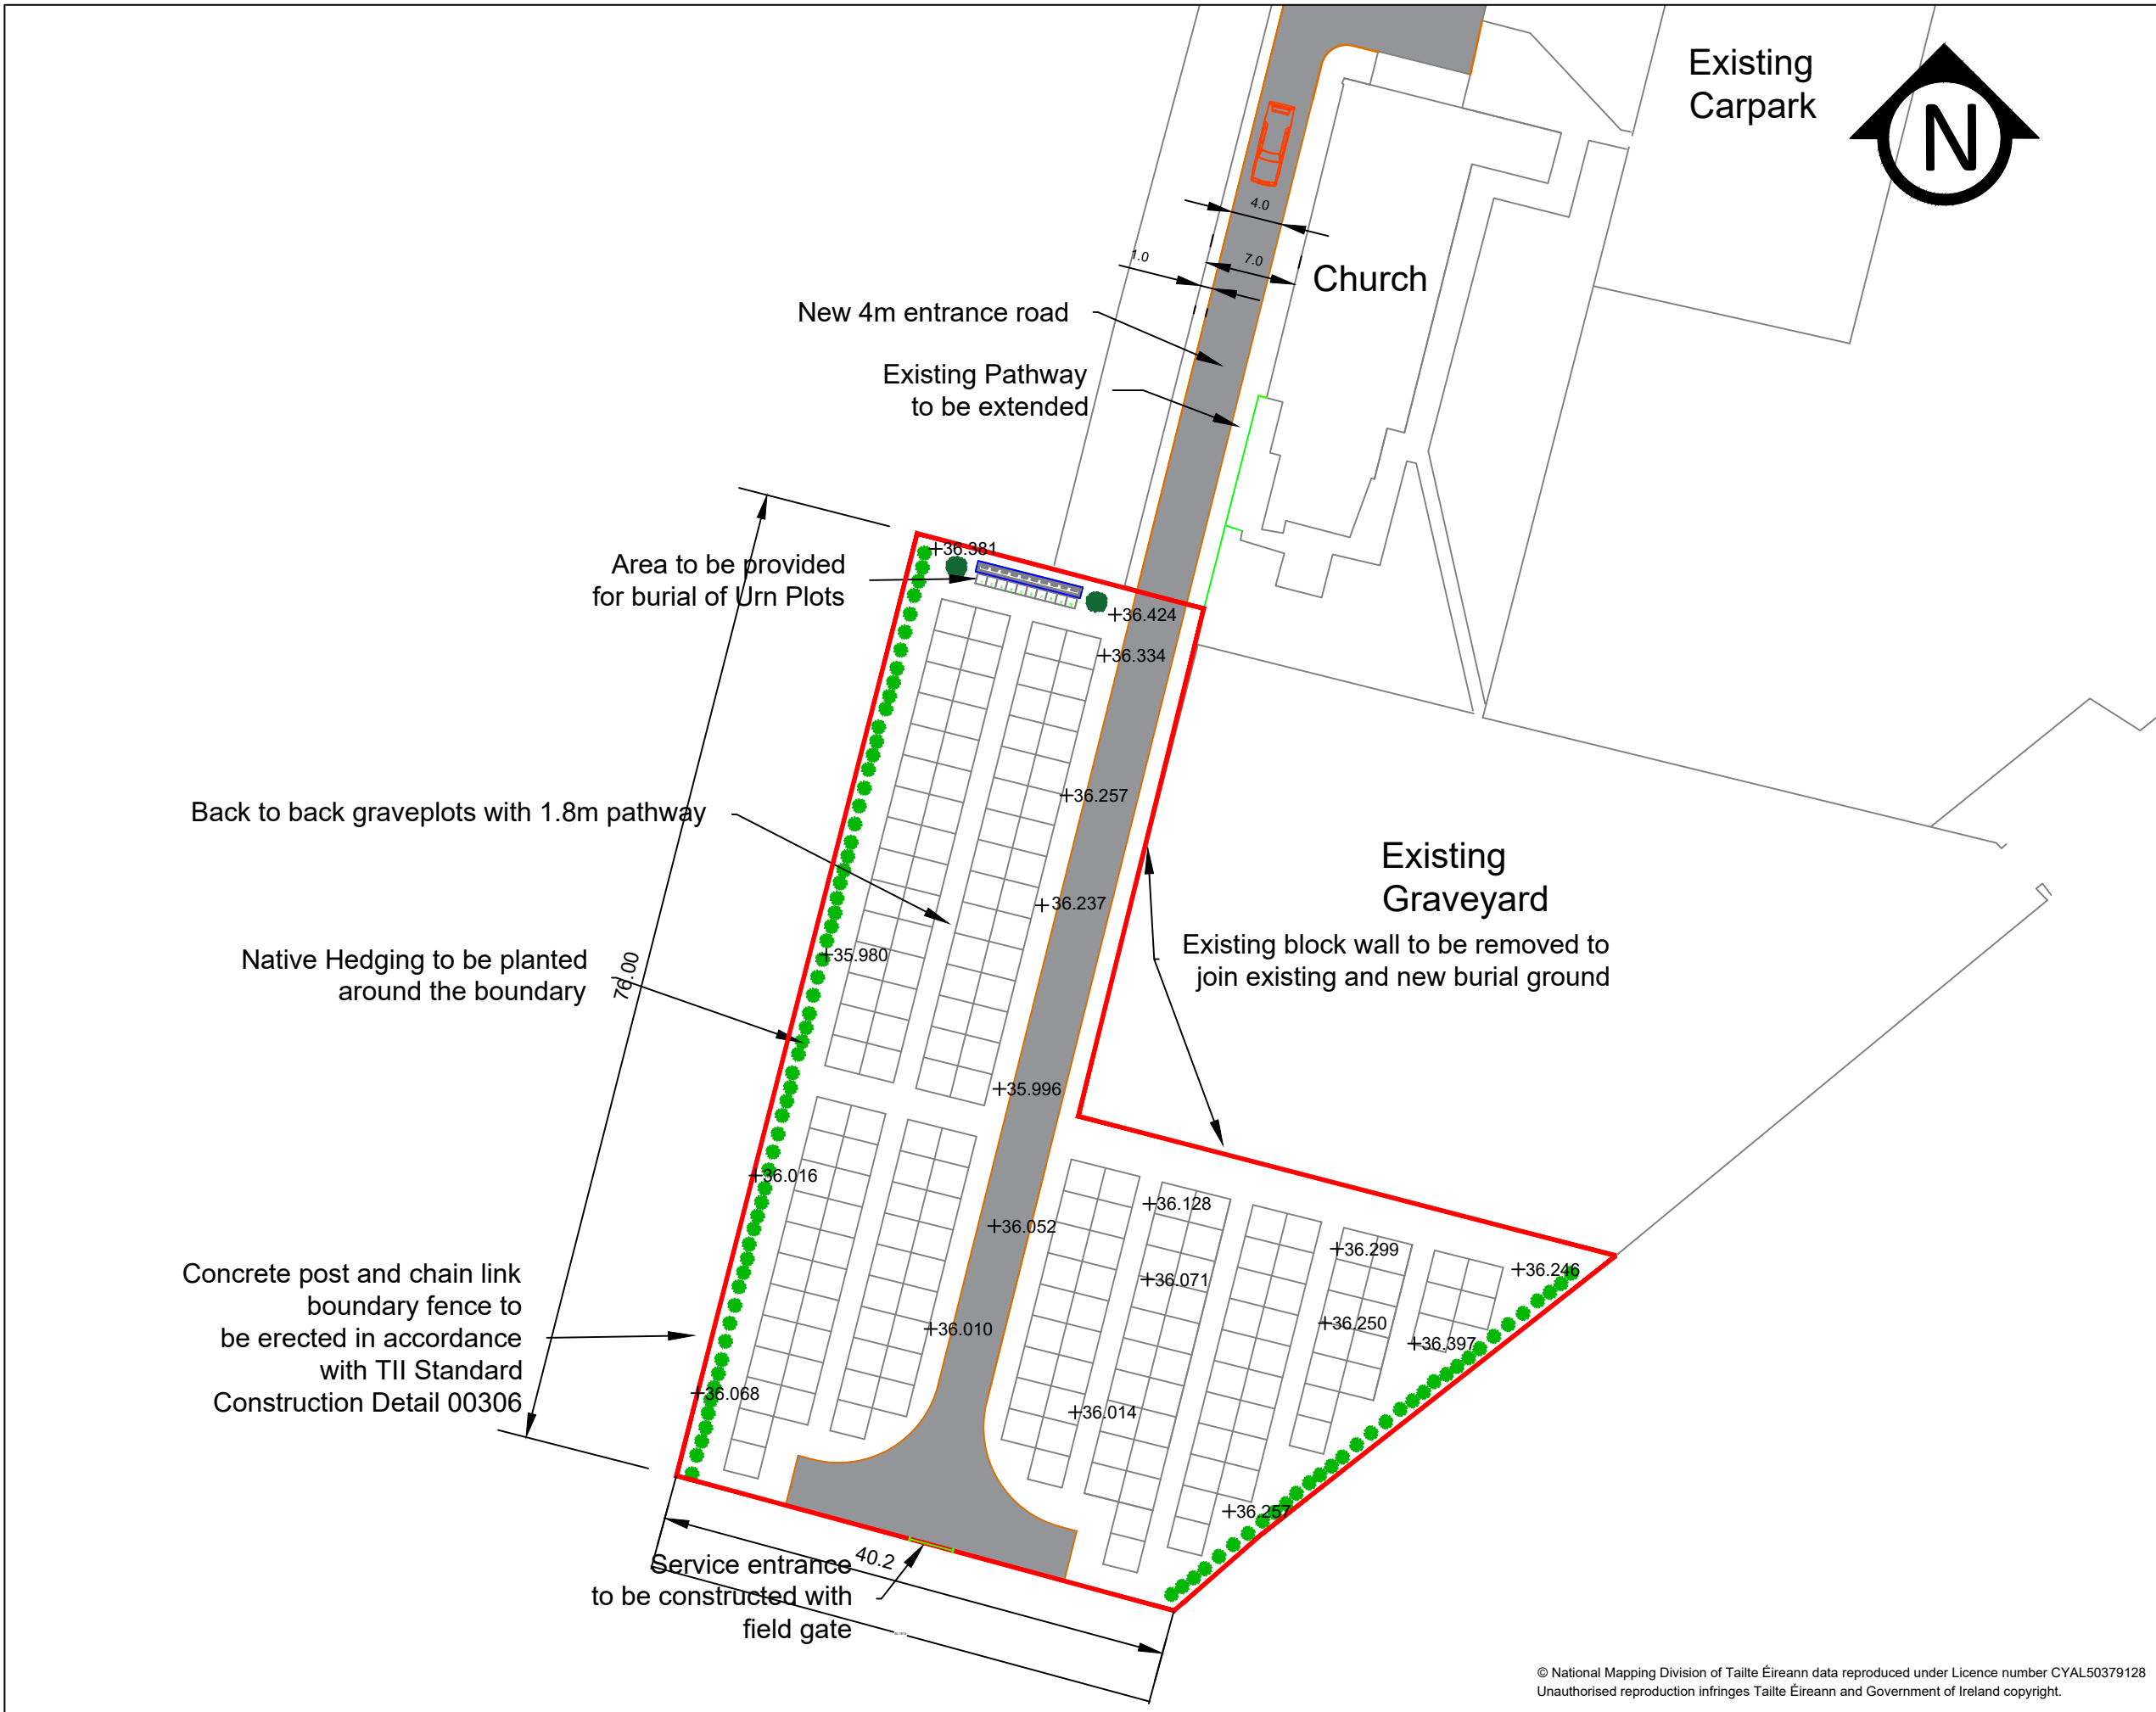 Existing
Carpark
N
4.0
1.0
7.0
Church
New 4m entrance road
Existing Pathway
to be extended
+36.381
Area to be provided
for burial of Urn Plots
+36.424
+36.334
Back to back graveplots with 1.8m pathway
+36.257
Existing
Graveyard
+36.237
Existing block wall to be removed to
join existing and new burial ground
Native Hedging to be planted
around the boundary
76.00
+35.980
+35.996
+36.016
+36.128
+36.052
+36.299
+36.246
+36.071
Concrete post and chain link
boundary fence to
be erected in accordance
with TII Standard
Construction Detail 00306
+36.010
+36.250
+36.397
+36.068
+36.014
+36.257
40.2
Service entrance
to be constructed with
field gate
© National Mapping Division of Tailte Éireann data reproduced under Licence number CYAL50379128
Unauthorised reproduction infringes Tailte Éireann and Government of Ireland copyright.